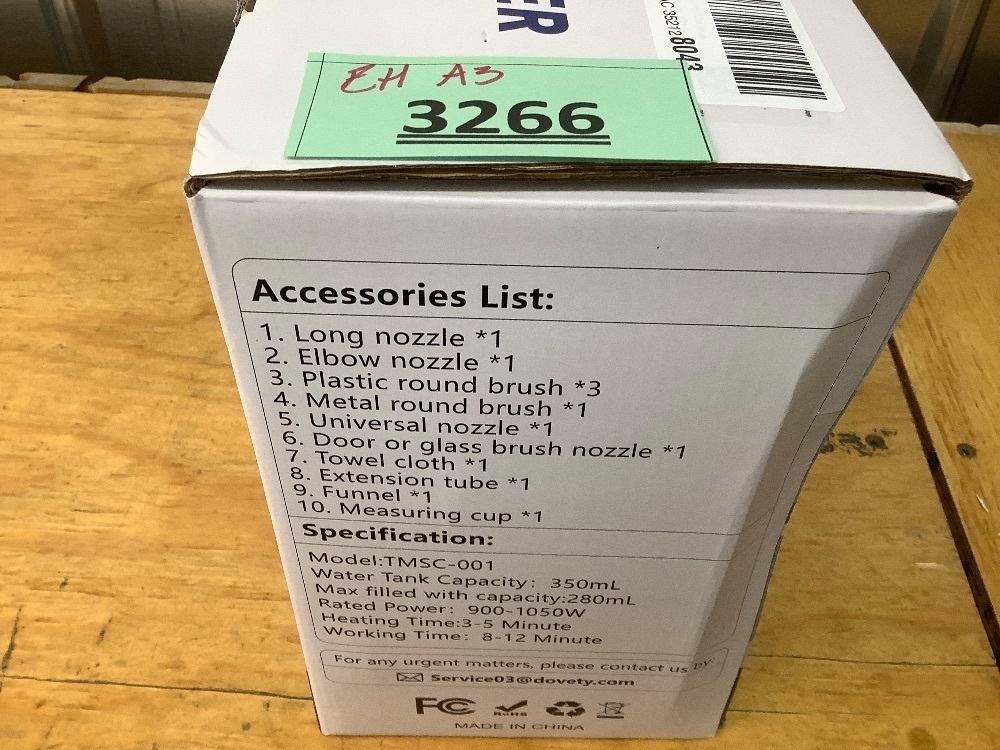 ER
C 35212 8043
EH A3
3266
Accessories List:
1. Long nozzle *1
2. Elbow nozzle *1
3. Plastic round brush *3
4. Metal round brush *1
5. Universal nozzle *1
6. Door or glass brush nozzle *1
7. Towel cloth *1
8. Extension tube *1
9. Funnel *1
10. Measuring cup *1
Specification:
Model:TMSC-001
Water Tank Capacity: 350mL
Max filled with capacity:280mL
Rated Power: 900-1050W
Heating Time:3-5 Minute
Working Time: 8-12 Minute
For any urgent matters, please contact us by:
Service03@dovety.com
FC RoHS
MADE IN CHINA